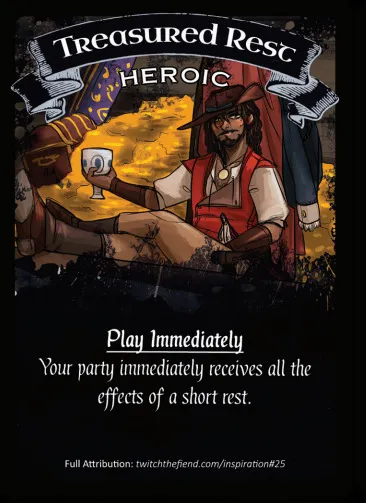 Treasured Rest
HEROIC
Play Immediately
Your party immediately receives all the
effects of a short rest.
Full Attribution: twitchthefiend.com/inspiration#25